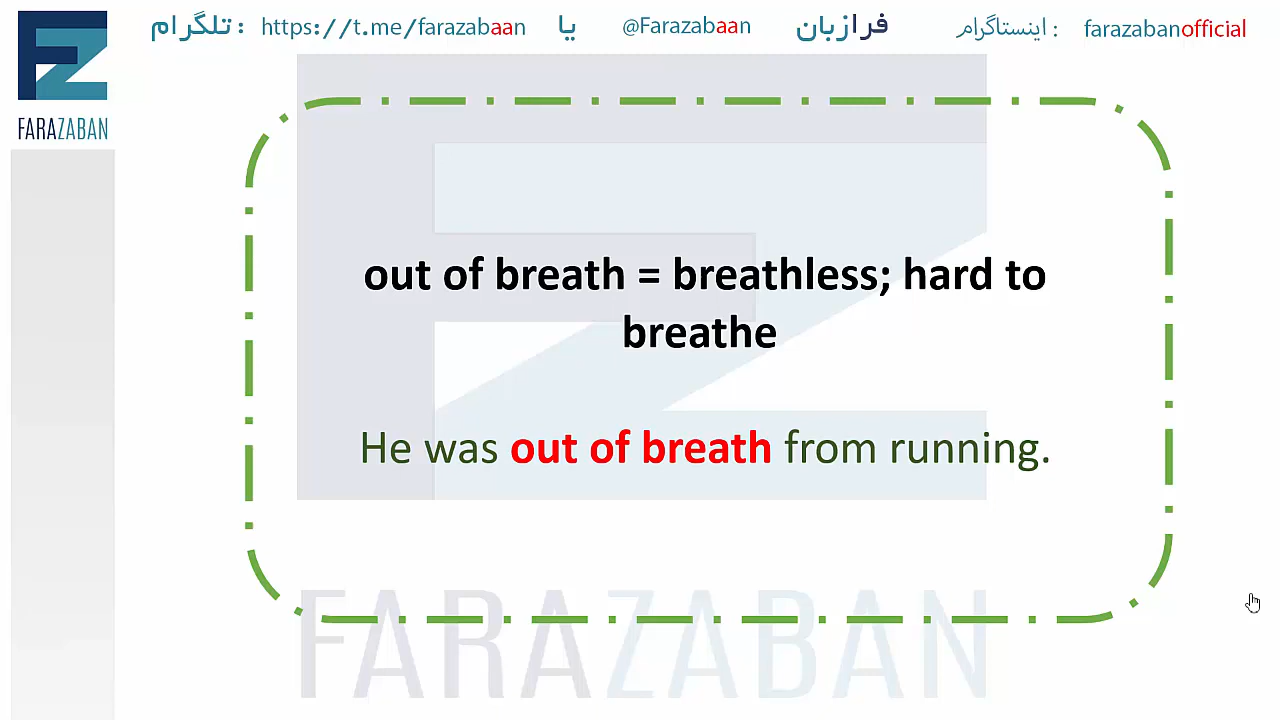 تلگرام : https://t.me/farazabaan یا @Farazabaan فرازبان اینستاگرام : farazabanofficial
FZ
FARAZABAN
out of breath = breathless; hard to
breathe
He was out of breath from running.
FARAZABAN